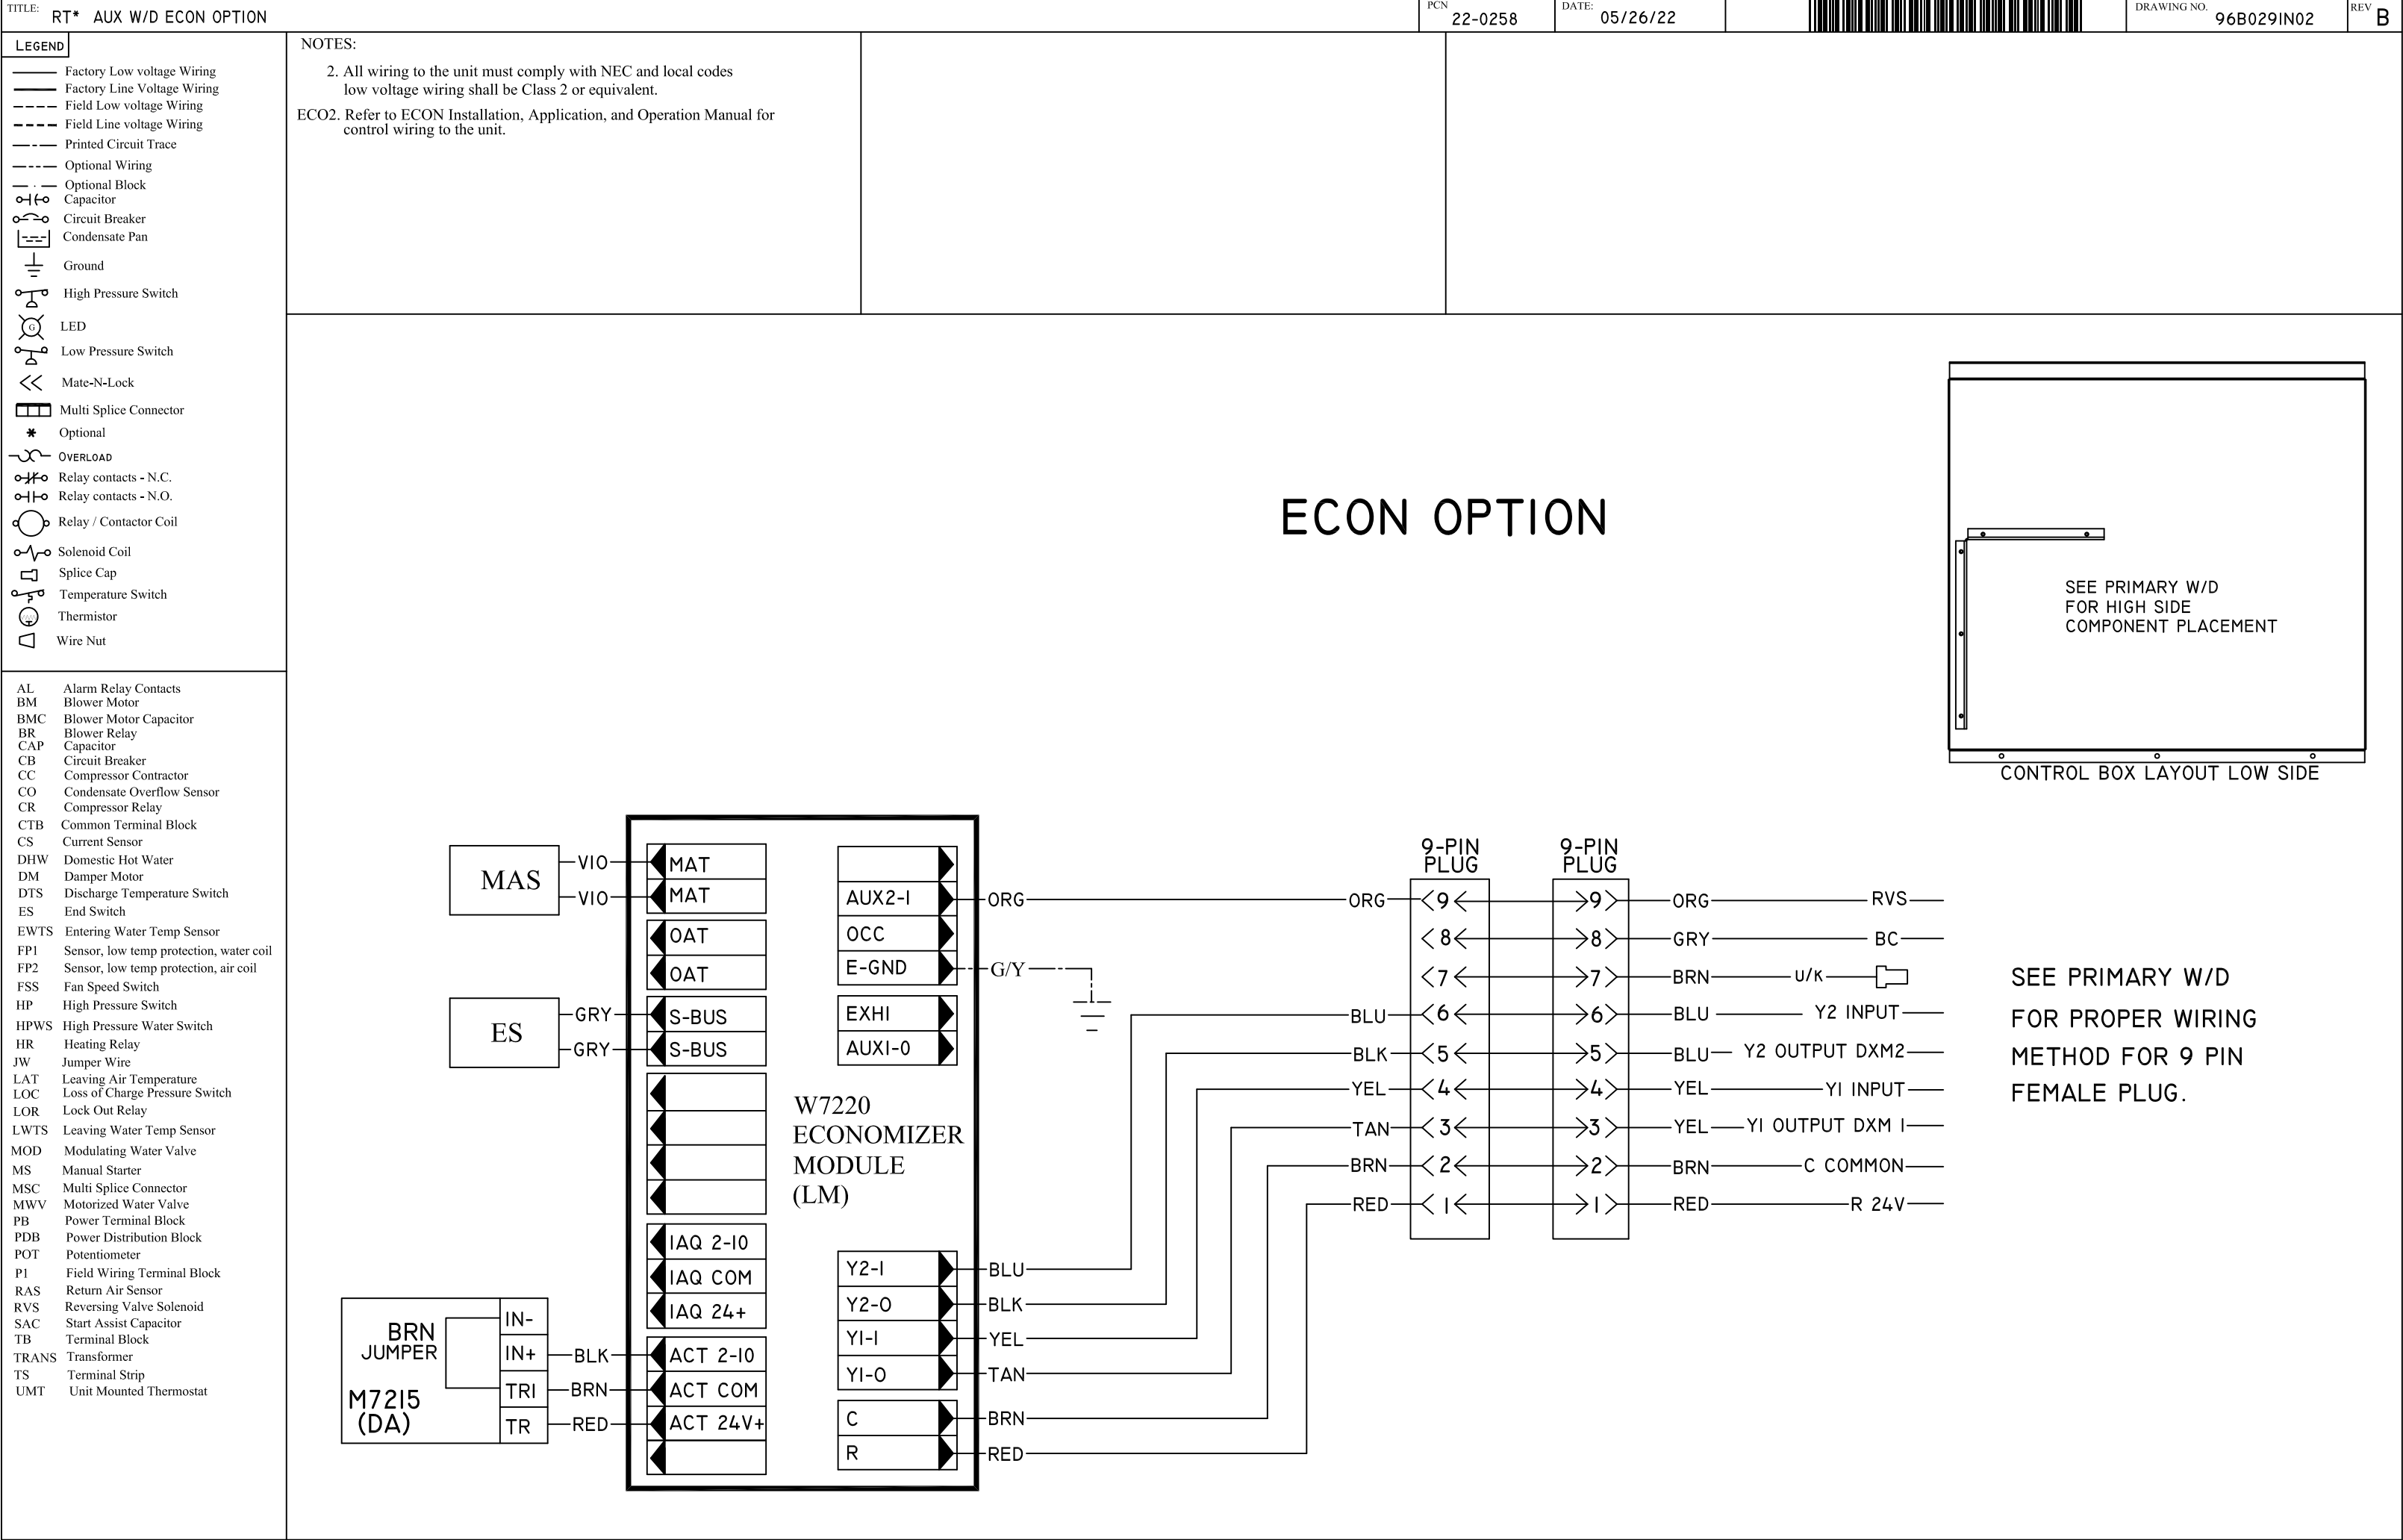 TITLE: RT* AUX W/D ECON OPTION
PCN 22-0258
DATE: 05/26/22
DRAWING NO. 96B0291N02
REV B
LEGEND
Factory Low voltage Wiring
Factory Line Voltage Wiring
Field Low voltage Wiring
Field Line voltage Wiring
Printed Circuit Trace
Optional Wiring
Optional Block
Capacitor
Circuit Breaker
Condensate Pan
Ground
High Pressure Switch
G LED
Low Pressure Switch
Mate-N-Lock
Multi Splice Connector
* Optional
OVERLOAD
Relay contacts - N.C.
Relay contacts - N.O.
Relay / Contactor Coil
Solenoid Coil
Splice Cap
Temperature Switch
Thermistor
Wire Nut
AL Alarm Relay Contacts
BM Blower Motor
BMC Blower Motor Capacitor
BR Blower Relay
CAP Capacitor
CB Circuit Breaker
CC Compressor Contractor
CO Condensate Overflow Sensor
CR Compressor Relay
CTB Common Terminal Block
CS Current Sensor
DHW Domestic Hot Water
DM Damper Motor
DTS Discharge Temperature Switch
ES End Switch
EWTS Entering Water Temp Sensor
FP1 Sensor, low temp protection, water coil
FP2 Sensor, low temp protection, air coil
FSS Fan Speed Switch
HP High Pressure Switch
HPWS High Pressure Water Switch
HR Heating Relay
JW Jumper Wire
LAT Leaving Air Temperature
LOC Loss of Charge Pressure Switch
LOR Lock Out Relay
LWTS Leaving Water Temp Sensor
MOD Modulating Water Valve
MS Manual Starter
MSC Multi Splice Connector
MWV Motorized Water Valve
PB Power Terminal Block
PDB Power Distribution Block
POT Potentiometer
P1 Field Wiring Terminal Block
RAS Return Air Sensor
RVS Reversing Valve Solenoid
SAC Start Assist Capacitor
TB Terminal Block
TRANS Transformer
TS Terminal Strip
UMT Unit Mounted Thermostat
NOTES:
2. All wiring to the unit must comply with NEC and local codes
low voltage wiring shall be Class 2 or equivalent.
ECO2. Refer to ECON Installation, Application, and Operation Manual for
control wiring to the unit.
ECON OPTION
SEE PRIMARY W/D
FOR HIGH SIDE
COMPONENT PLACEMENT
CONTROL BOX LAYOUT LOW SIDE
MAS
VIO MAT
VIO MAT
OAT
OAT
ES
GRY S-BUS
GRY S-BUS
IAQ 2-10
IAQ COM
IAQ 24+
BRN
JUMPER
M7215
(DA)
IN-
IN+ BLK ACT 2-10
TR1 BRN ACT COM
TR RED ACT 24V+
AUX2-I ORG
OCC
E-GND G/Y
EXH1
AUX1-O
W7220
ECONOMIZER
MODULE
(LM)
Y2-I BLU
Y2-O BLK
Y1-I YEL
Y1-O TAN
C BRN
R RED
9-PIN
PLUG
9-PIN
PLUG
ORG 9 9 ORG RVS
8 8 GRY BC
7 7 BRN U/K
BLU 6 6 BLU Y2 INPUT
BLK 5 5 BLU Y2 OUTPUT DXM2
YEL 4 4 YEL Y1 INPUT
TAN 3 3 YEL Y1 OUTPUT DXM 1
BRN 2 2 BRN C COMMON
RED 1 1 RED R 24V
SEE PRIMARY W/D
FOR PROPER WIRING
METHOD FOR 9 PIN
FEMALE PLUG.